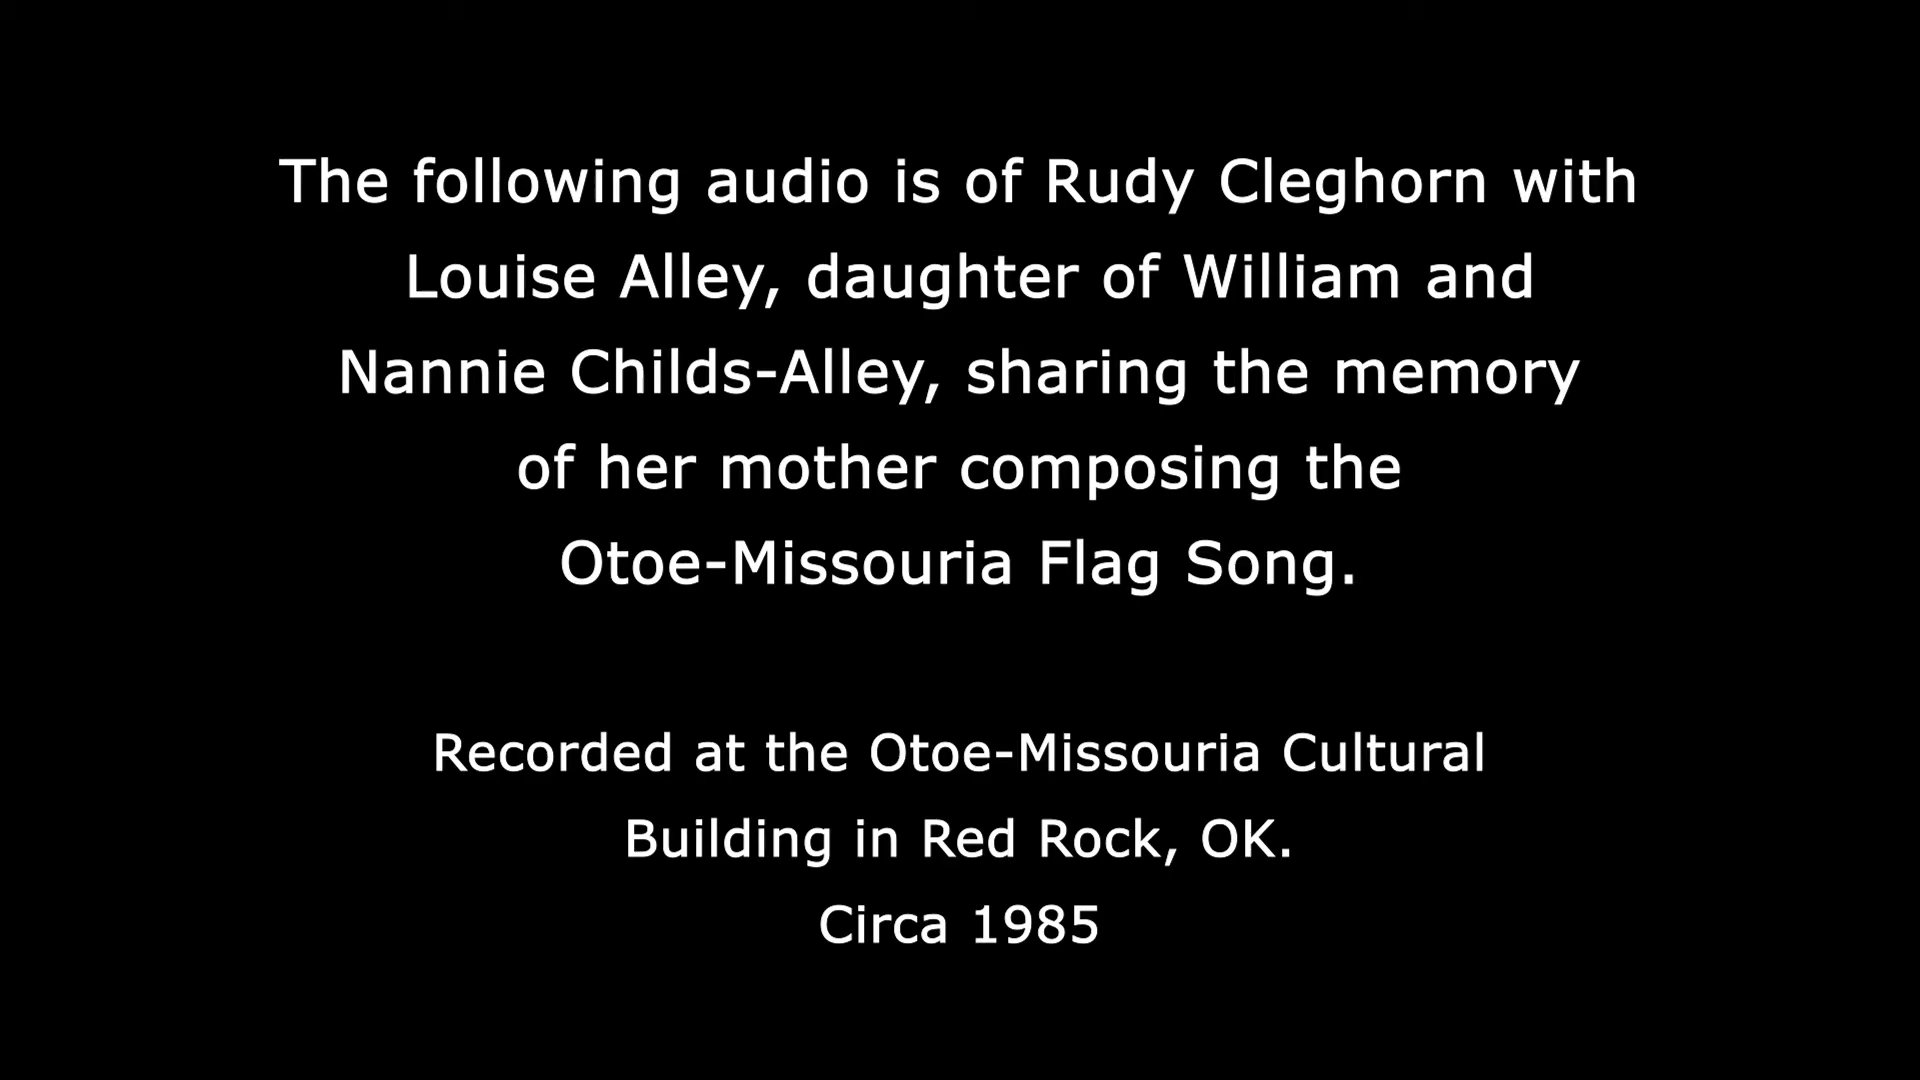 The following audio is of Rudy Cleghorn with
Louise Alley, daughter of William and
Nannie Childs-Alley, sharing the memory
of her mother composing the
Otoe-Missouria Flag Song.
Recorded at the Otoe-Missouria Cultural
Building in Red Rock, OK.
Circa 1985